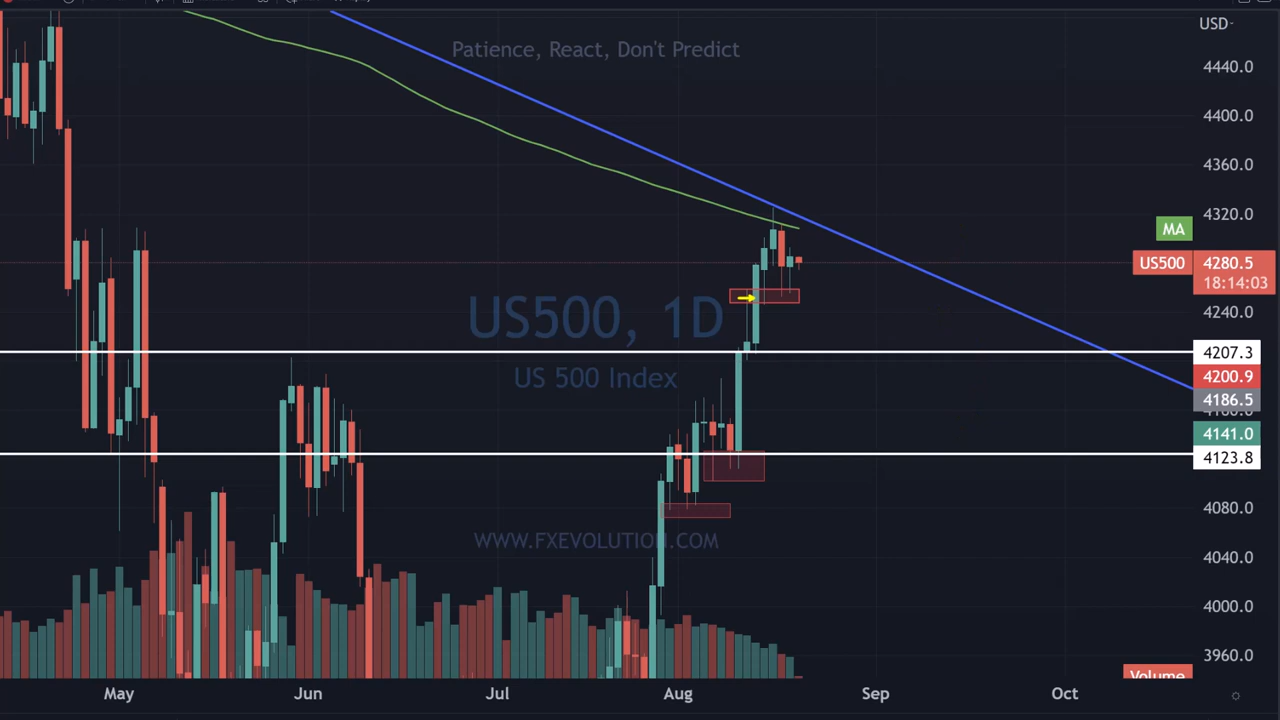 USD
Patience, React, Don't Predict
4440.0
4400.0
4360.0
4320.0
MA
US500 4280.5
18:14:03
4240.0
US500, 1D
US 500 Index
4207.3
4200.9
4186.5
4141.0
4123.8
4080.0
WWW.FXEVOLUTION.COM
4040.0
4000.0
3960.0
Volume
May Jun Jul Aug Sep Oct